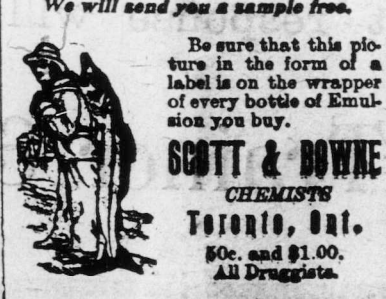 We will send you a sample free.
Be sure that this pic-
ture in the form of a
label is on the wrapper
of every bottle of Emul-
sion you buy.
SCOTT & BOWNE
CHEMISTS
Toronto, Ont.
50c. and $1.00.
All Druggists.